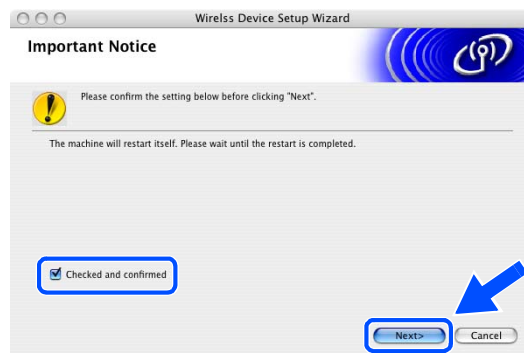 Wirelss Device Setup Wizard
Important Notice
Please confirm the setting below before clicking "Next".
The machine will restart itself. Please wait until the restart is completed.
Checked and confirmed
Next> Cancel